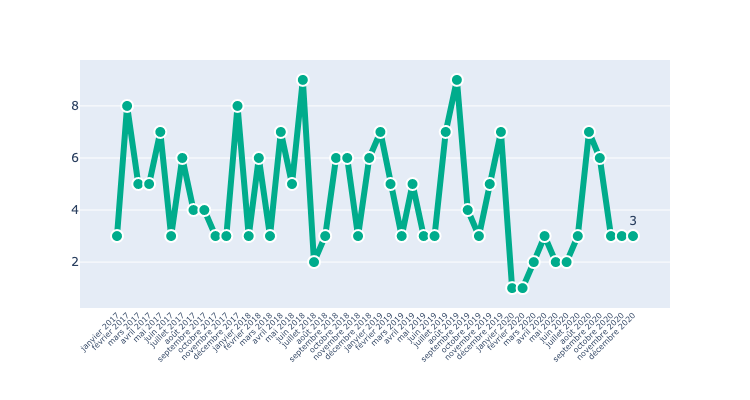 8
6
4
3
2
janvier 2017
février 2017
mars 2017
avril 2017
mai 2017
juin 2017
juillet 2017
août 2017
septembre 2017
octobre 2017
novembre 2017
décembre 2017
janvier 2018
février 2018
mars 2018
avril 2018
mai 2018
juin 2018
juillet 2018
août 2018
septembre 2018
octobre 2018
novembre 2018
décembre 2018
janvier 2019
février 2019
mars 2019
avril 2019
mai 2019
juin 2019
juillet 2019
août 2019
septembre 2019
octobre 2019
novembre 2019
décembre 2019
janvier 2020
février 2020
mars 2020
avril 2020
mai 2020
juin 2020
juillet 2020
août 2020
septembre 2020
octobre 2020
novembre 2020
décembre 2020